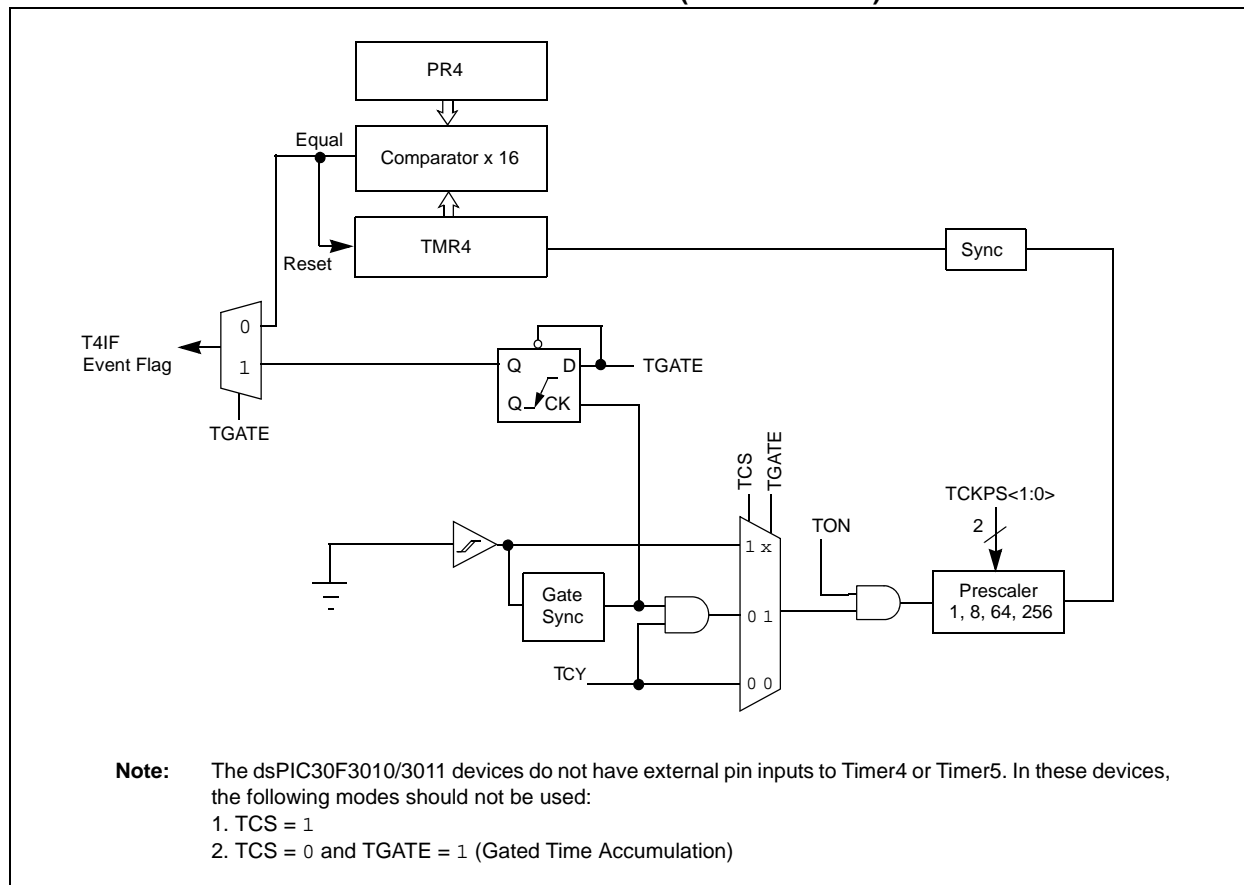 PR4
Equal
Comparator x 16
TMR4
Reset
Sync
0
T4IF
Event Flag
1
Q D
TGATE
Q CK
TGATE
TCS
TGATE
TCKPS<1:0>
2
TON
1 x
Prescaler
1, 8, 64, 256
Gate
Sync
0 1
TCY
0 0
Note: The dsPIC30F3010/3011 devices do not have external pin inputs to Timer4 or Timer5. In these devices,
the following modes should not be used:
1. TCS = 1
2. TCS = 0 and TGATE = 1 (Gated Time Accumulation)